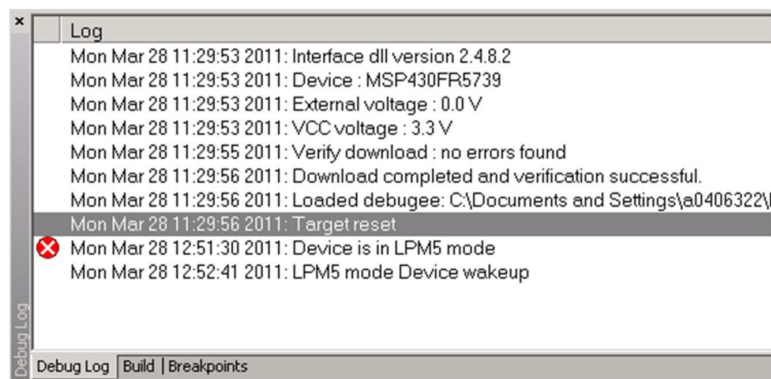 Log
Mon Mar 28 11:29:53 2011: Interface dll version 2.4.8.2
Mon Mar 28 11:29:53 2011: Device : MSP430FR5739
Mon Mar 28 11:29:53 2011: External voltage : 0.0 V
Mon Mar 28 11:29:53 2011: VCC voltage : 3.3 V
Mon Mar 28 11:29:55 2011: Verify download : no errors found
Mon Mar 28 11:29:56 2011: Download completed and verification successful.
Mon Mar 28 11:29:56 2011: Loaded debugee: C:\Documents and Settings\a0406322\
Mon Mar 28 11:29:56 2011: Target reset
Mon Mar 28 12:51:30 2011: Device is in LPM5 mode
Mon Mar 28 12:52:41 2011: LPM5 mode Device wakeup
Debug Log
Debug Log Build | Breakpoints